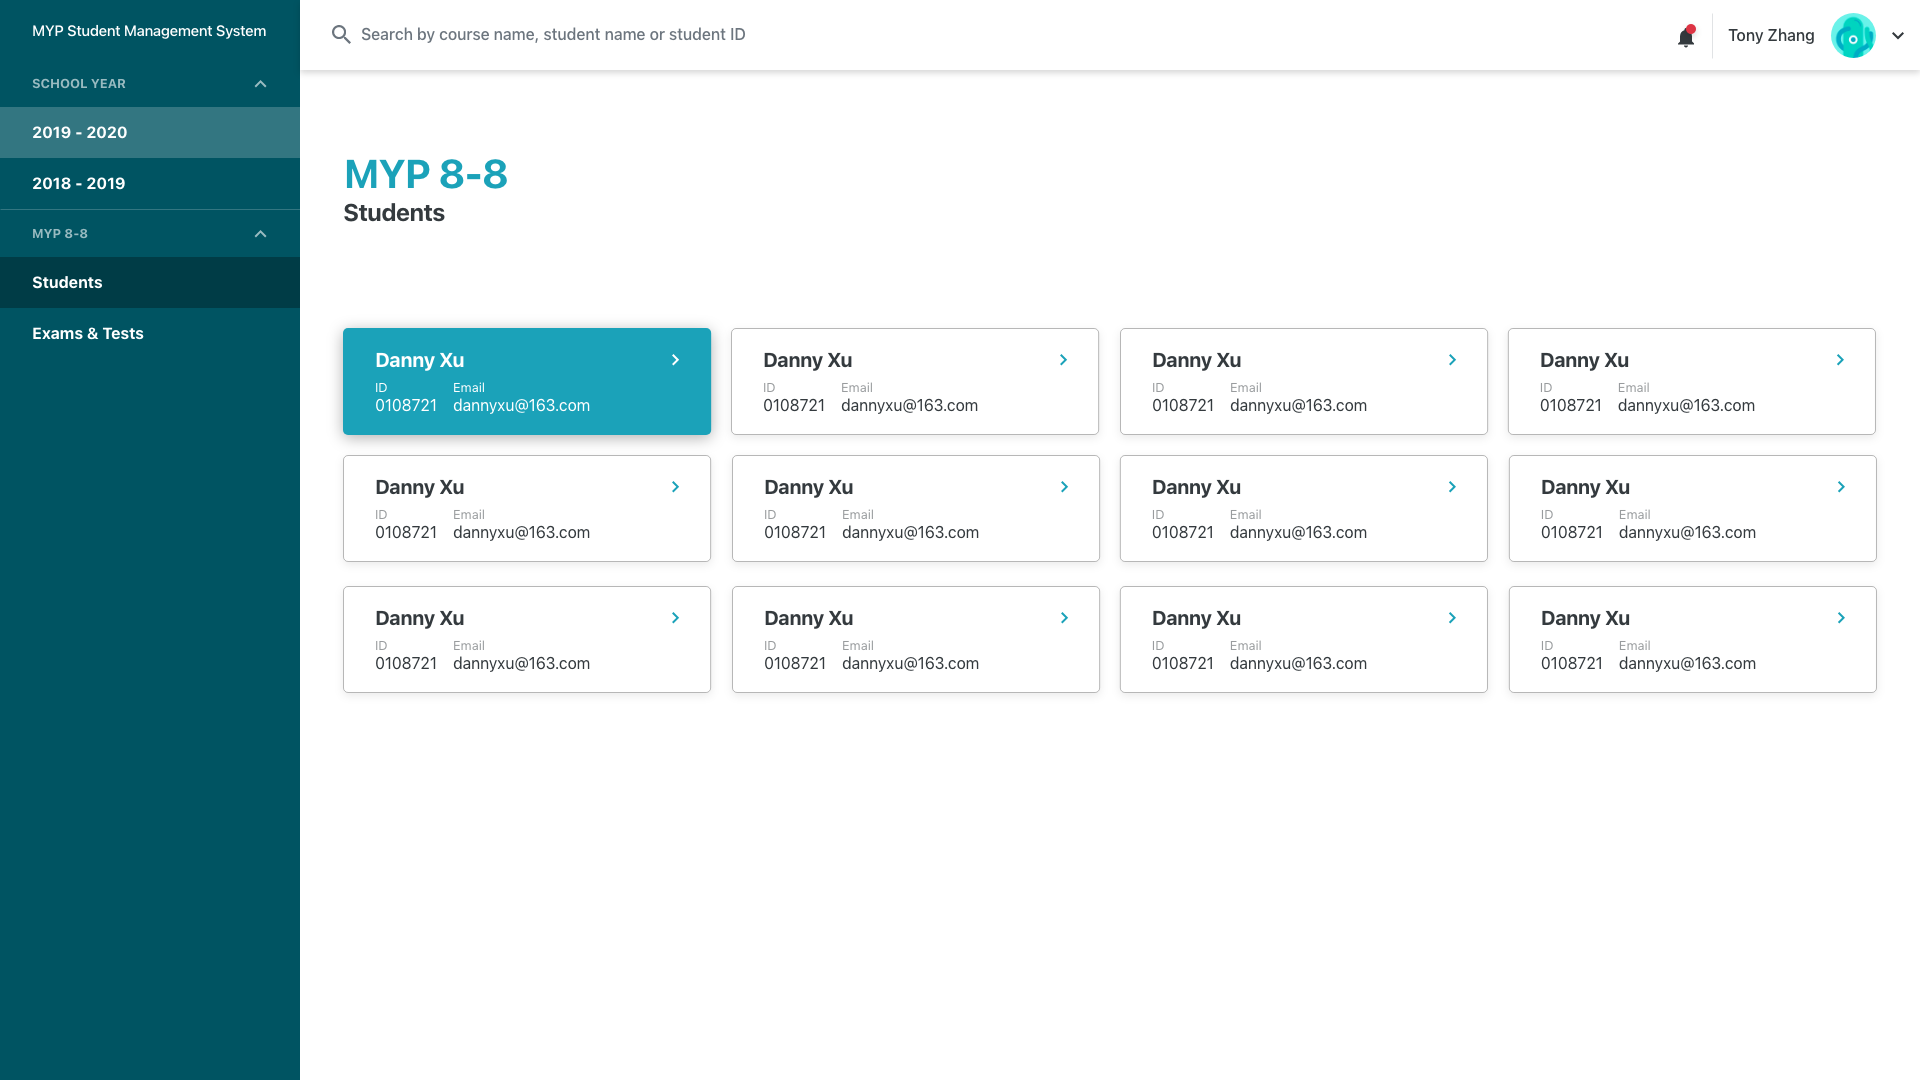 MYP Student Management System
Search by course name, student name or student ID
Tony Zhang
SCHOOL YEAR
2019 - 2020
2018 - 2019
MYP 8-8
Students
Exams & Tests
MYP 8-8
Students
Danny Xu
ID Email
0108721 dannyxu@163.com
Danny Xu
ID Email
0108721 dannyxu@163.com
Danny Xu
ID Email
0108721 dannyxu@163.com
Danny Xu
ID Email
0108721 dannyxu@163.com
Danny Xu
ID Email
0108721 dannyxu@163.com
Danny Xu
ID Email
0108721 dannyxu@163.com
Danny Xu
ID Email
0108721 dannyxu@163.com
Danny Xu
ID Email
0108721 dannyxu@163.com
Danny Xu
ID Email
0108721 dannyxu@163.com
Danny Xu
ID Email
0108721 dannyxu@163.com
Danny Xu
ID Email
0108721 dannyxu@163.com
Danny Xu
ID Email
0108721 dannyxu@163.com